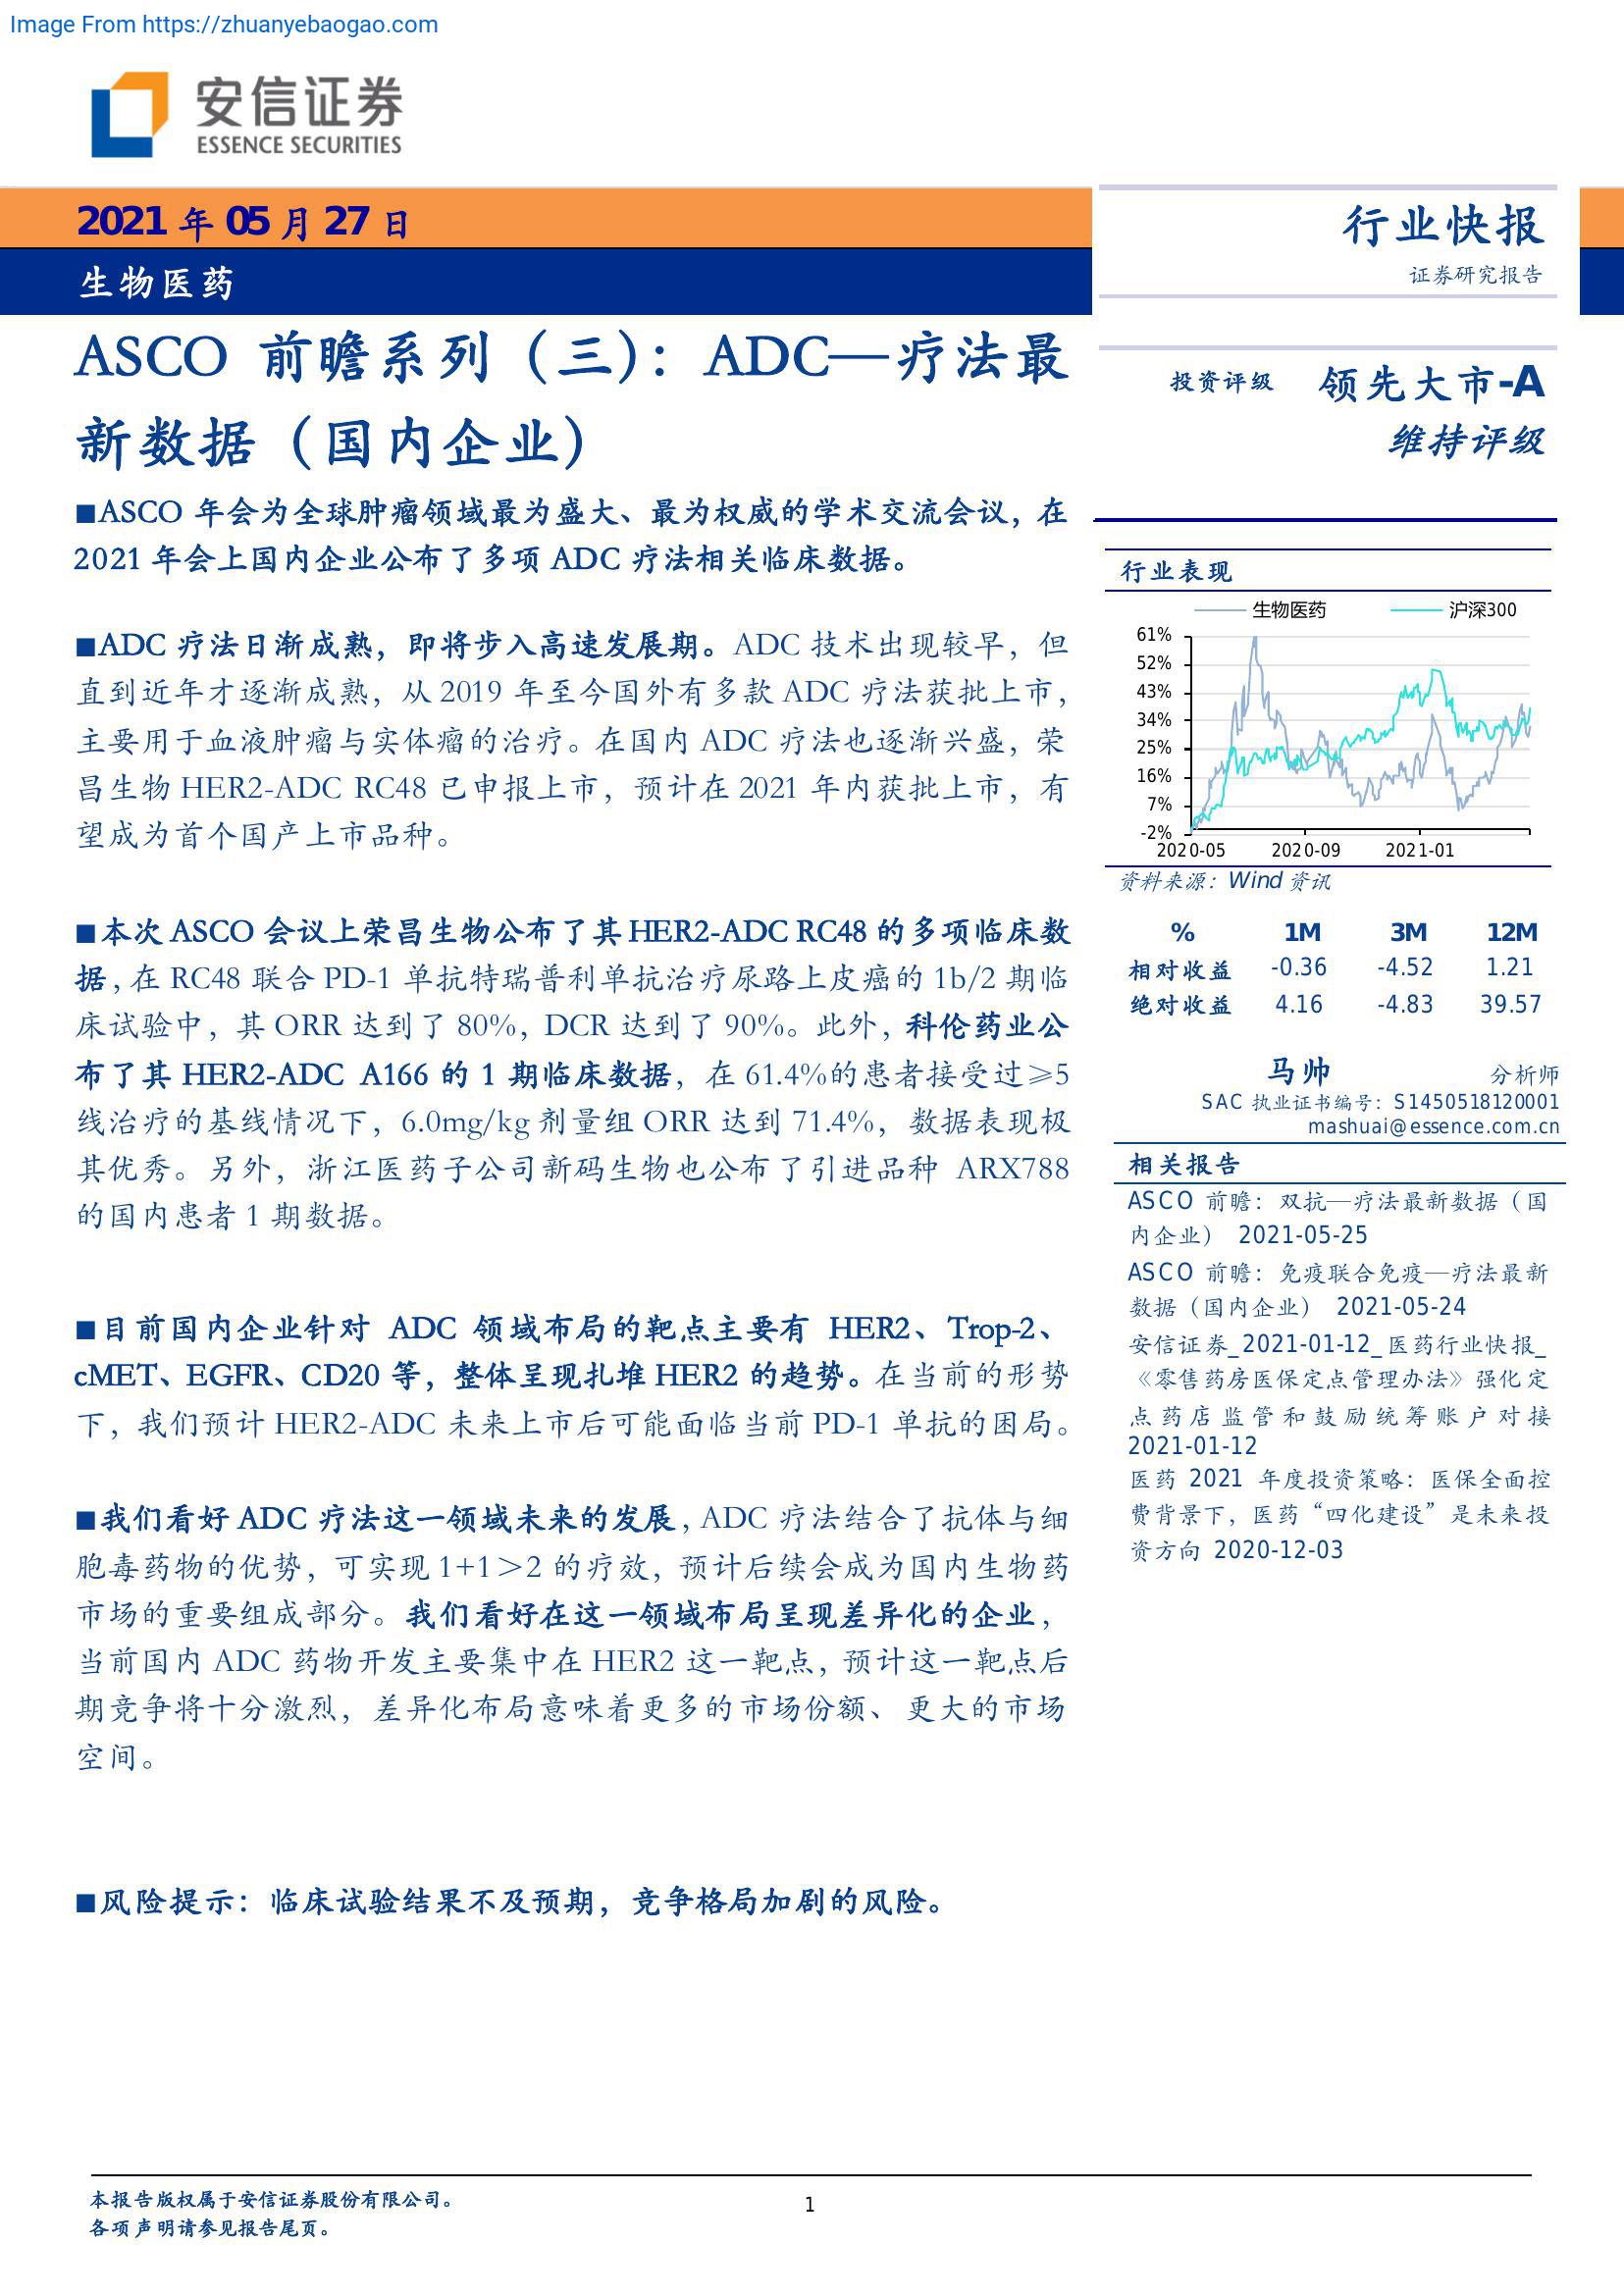 Image From https://zhuanyebaogao.com
安信证券
ESSENCE SECURITIES
2021 年 05 月 27 日
生物医药
ASCO 前瞻系列（三）：ADC—疗法最
新数据（国内企业）
■ASCO 年会为全球肿瘤领域最为盛大、最为权威的学术交流会议，在
2021 年会上国内企业公布了多项 ADC 疗法相关临床数据。
■ADC 疗法日渐成熟，即将步入高速发展期。ADC 技术出现较早，但
直到近年才逐渐成熟，从 2019 年至今国外有多款 ADC 疗法获批上市，
主要用于血液肿瘤与实体瘤的治疗。在国内 ADC 疗法也逐渐兴盛，荣
昌生物 HER2-ADC RC48 已申报上市，预计在 2021 年内获批上市，有
望成为首个国产上市品种。
■本次 ASCO 会议上荣昌生物公布了其 HER2-ADC RC48 的多项临床数
据，在 RC48 联合 PD-1 单抗特瑞普利单抗治疗尿路上皮癌的 1b/2 期临
床试验中，其 ORR 达到了 80%，DCR 达到了 90%。此外，科伦药业公
布了其 HER2-ADC A166 的 1 期临床数据，在 61.4%的患者接受过≥5
线治疗的基线情况下，6.0mg/kg 剂量组 ORR 达到 71.4%，数据表现极
其优秀。另外，浙江医药子公司新码生物也公布了引进品种 ARX788
的国内患者 1 期数据。
■目前国内企业针对 ADC 领域布局的靶点主要有 HER2、Trop-2、
cMET、EGFR、CD20 等，整体呈现扎堆 HER2 的趋势。在当前的形势
下，我们预计 HER2-ADC 未来上市后可能面临当前 PD-1 单抗的困局。
■我们看好 ADC 疗法这一领域未来的发展，ADC 疗法结合了抗体与细
胞毒药物的优势，可实现 1+1＞2 的疗效，预计后续会成为国内生物药
市场的重要组成部分。我们看好在这一领域布局呈现差异化的企业，
当前国内 ADC 药物开发主要集中在 HER2 这一靶点，预计这一靶点后
期竞争将十分激烈，差异化布局意味着更多的市场份额、更大的市场
空间。
■风险提示：临床试验结果不及预期，竞争格局加剧的风险。
行业快报
证券研究报告
投资评级 领先大市-A
维持评级
行业表现
生物医药 沪深300
61%
52%
43%
34%
25%
16%
7%
-2%
2020-05 2020-09 2021-01
资料来源：Wind 资讯
% 1M 3M 12M
相对收益 -0.36 -4.52 1.21
绝对收益 4.16 -4.83 39.57
马帅 分析师
SAC 执业证书编号：S1450518120001
mashuai@essence.com.cn
相关报告
ASCO 前瞻：双抗—疗法最新数据（国
内企业） 2021-05-25
ASCO 前瞻：免疫联合免疫—疗法最新
数据（国内企业） 2021-05-24
安信证券_2021-01-12_医药行业快报_
《零售药房医保定点管理办法》强化定
点药店监管和鼓励统筹账户对接
2021-01-12
医药 2021 年度投资策略：医保全面控
费背景下，医药“四化建设”是未来投
资方向 2020-12-03
本报告版权属于安信证券股份有限公司。
各项声明请参见报告尾页。
1